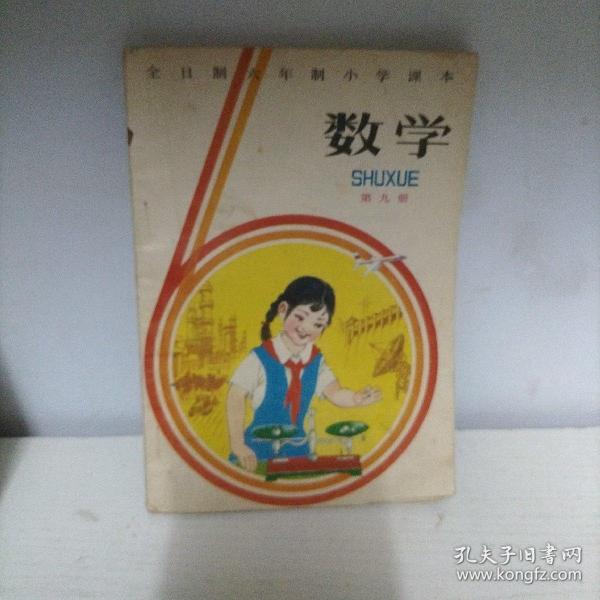 全日制六年制小学课本
数学
SHUXUE
第九册
孔夫子旧书网
www.kongfz.com